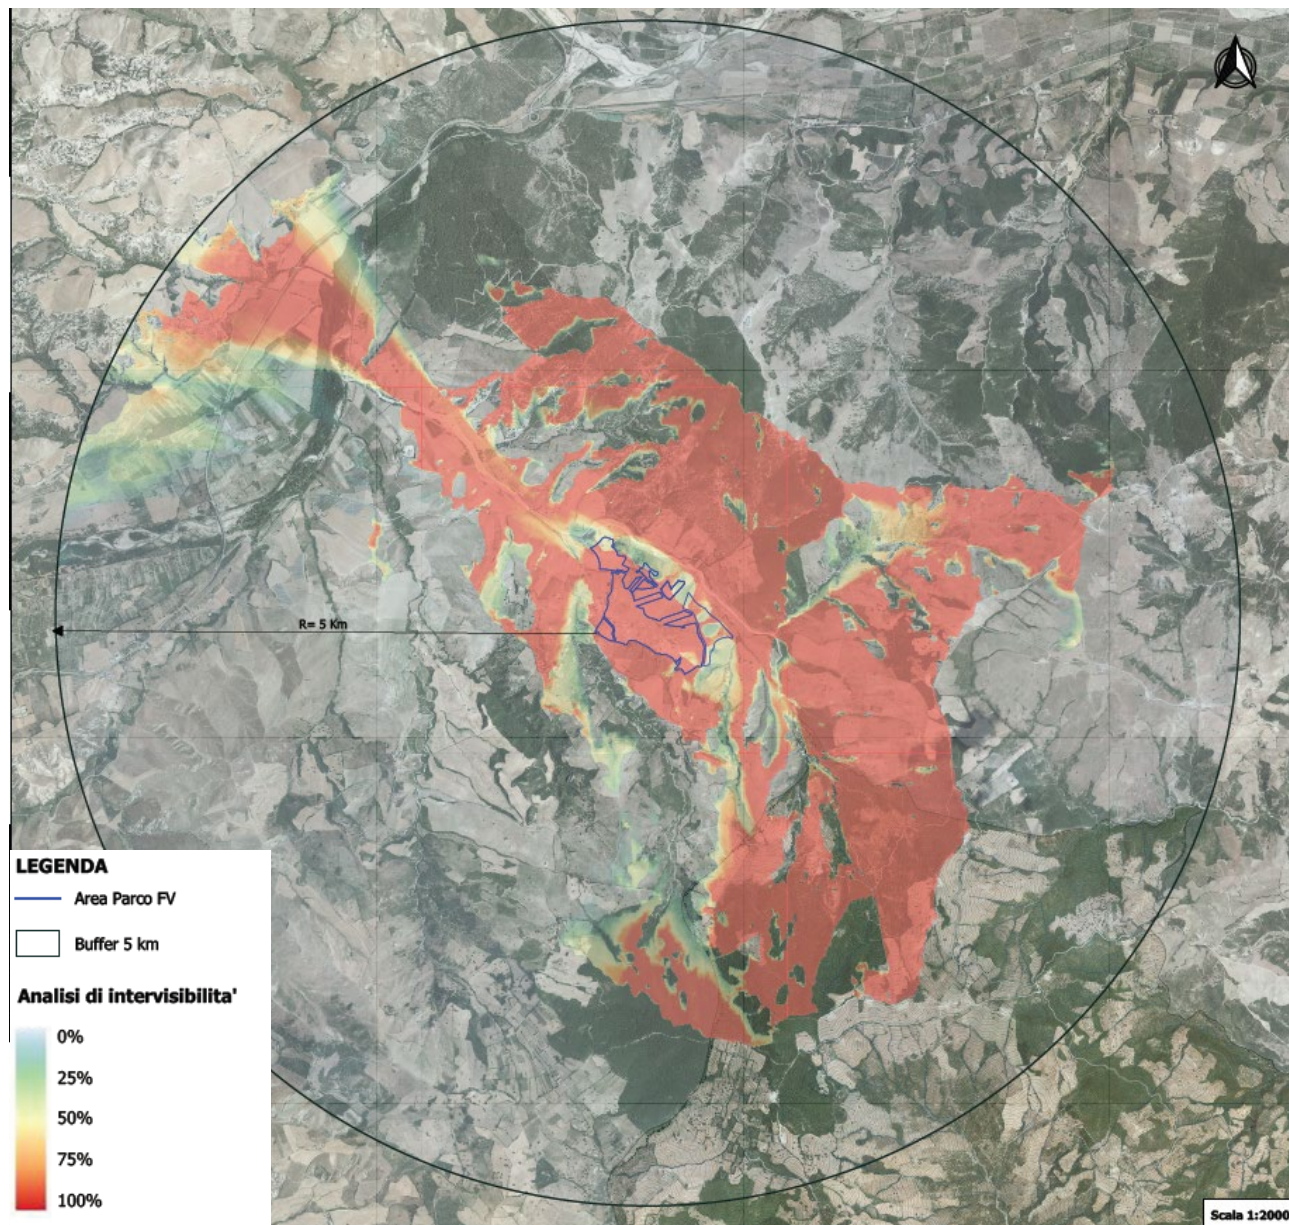 R= 5 Km
LEGENDA
Area Parco FV
Buffer 5 km
Analisi di intervisibilita'
0%
25%
50%
75%
100%
Scala 1:2000